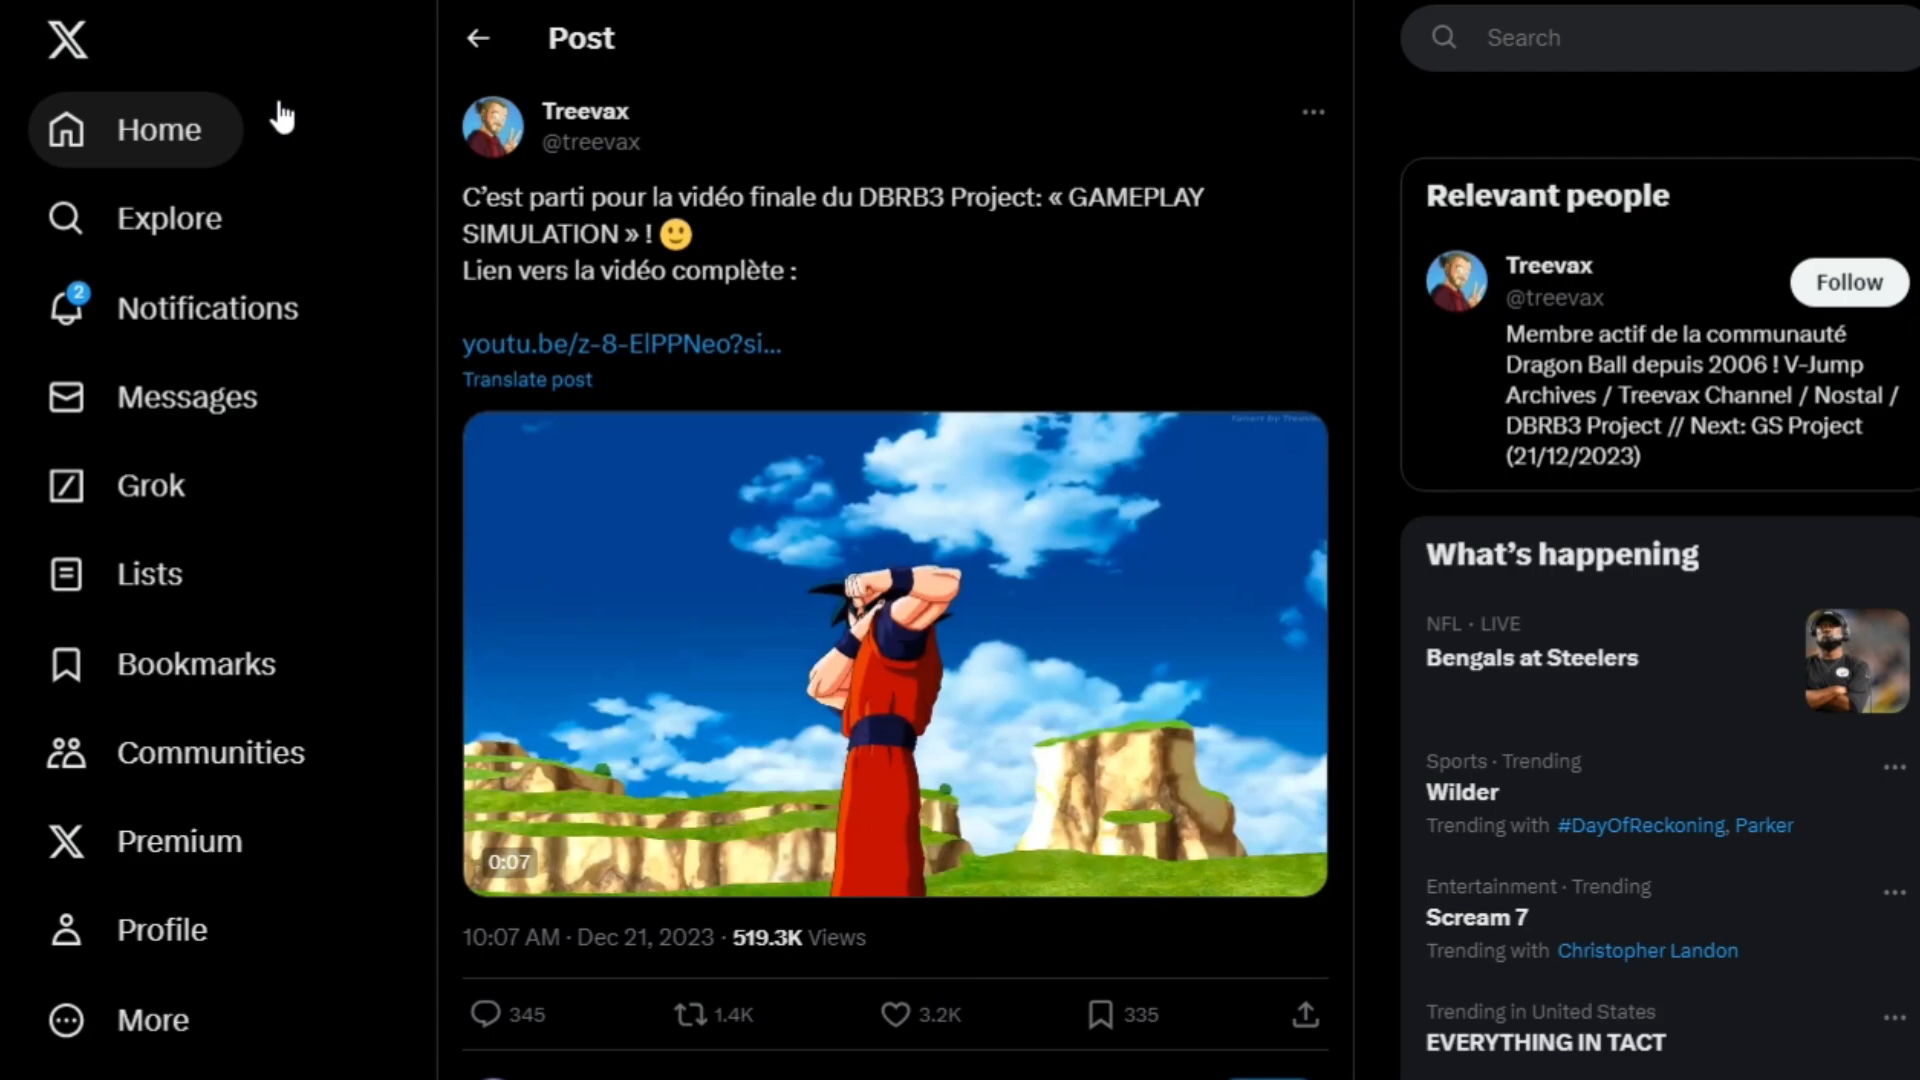 Home
Explore
2
Notifications
Messages
Grok
Lists
Bookmarks
Communities
Premium
Profile
More
Post
Treevax
@treevax
C’est parti pour la vidéo finale du DBRB3 Project: « GAMEPLAY
SIMULATION » ! 🙂
Lien vers la vidéo complète :
youtu.be/z-8-ElPPNeo?si…
Translate post
0:07
10:07 AM · Dec 21, 2023 · 519.3K Views
345
1.4K
3.2K
335
Search
Relevant people
Treevax
@treevax
Follow
Membre actif de la communauté
Dragon Ball depuis 2006 ! V-Jump
Archives / Treevax Channel / Nostal /
DBRB3 Project // Next: GS Project
(21/12/2023)
What’s happening
NFL · LIVE
Bengals at Steelers
Sports · Trending
Wilder
Trending with #DayOfReckoning, Parker
Entertainment · Trending
Scream 7
Trending with Christopher Landon
Trending in United States
EVERYTHING IN TACT